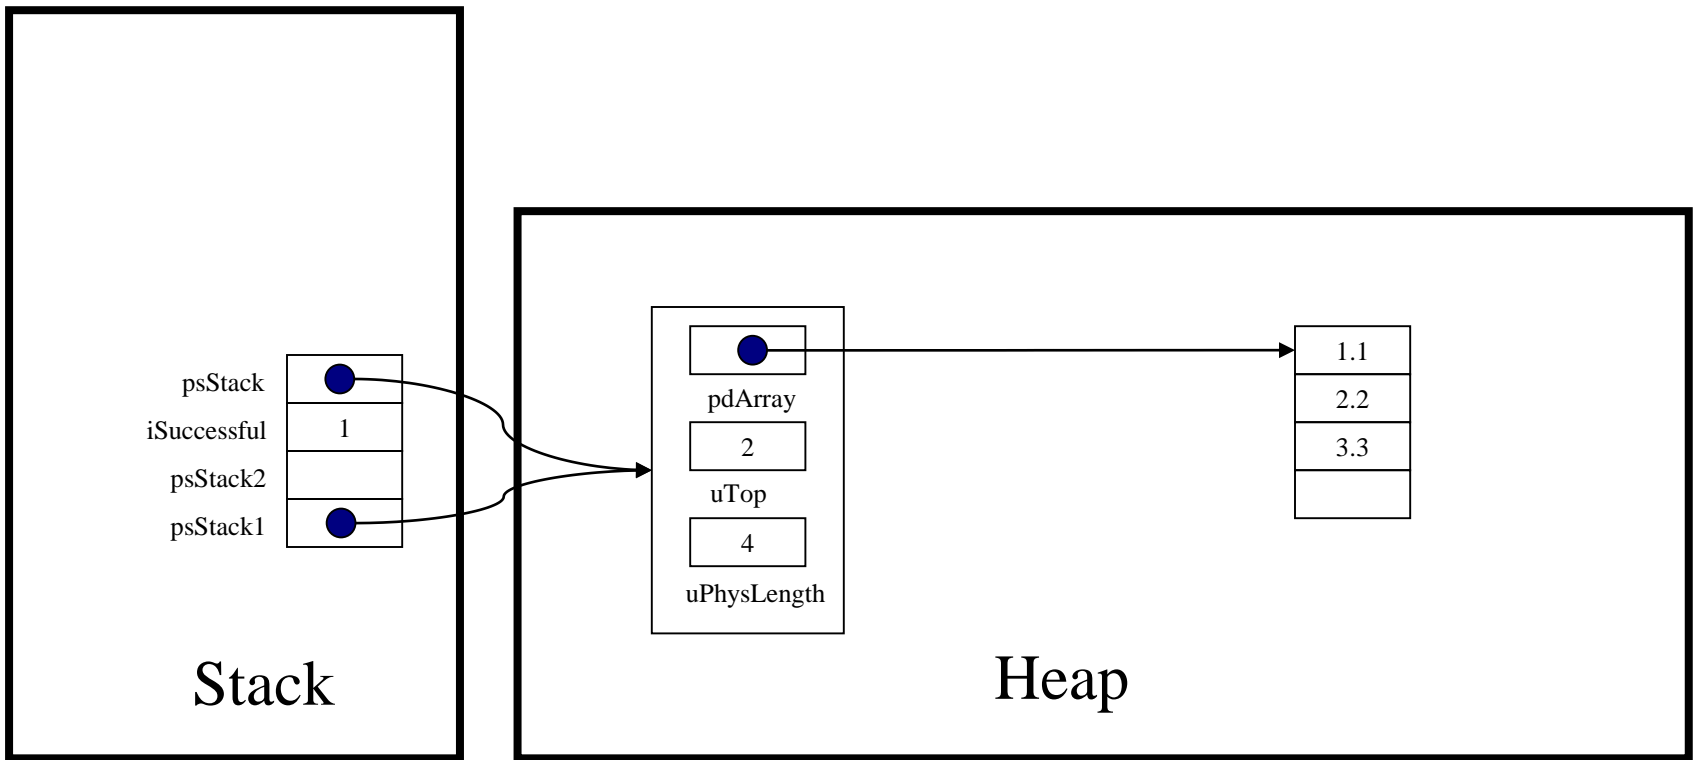 psStack
iSuccessful 1
psStack2
psStack1
Stack
pdArray
2
uTop
4
uPhysLength
1.1
2.2
3.3
Heap